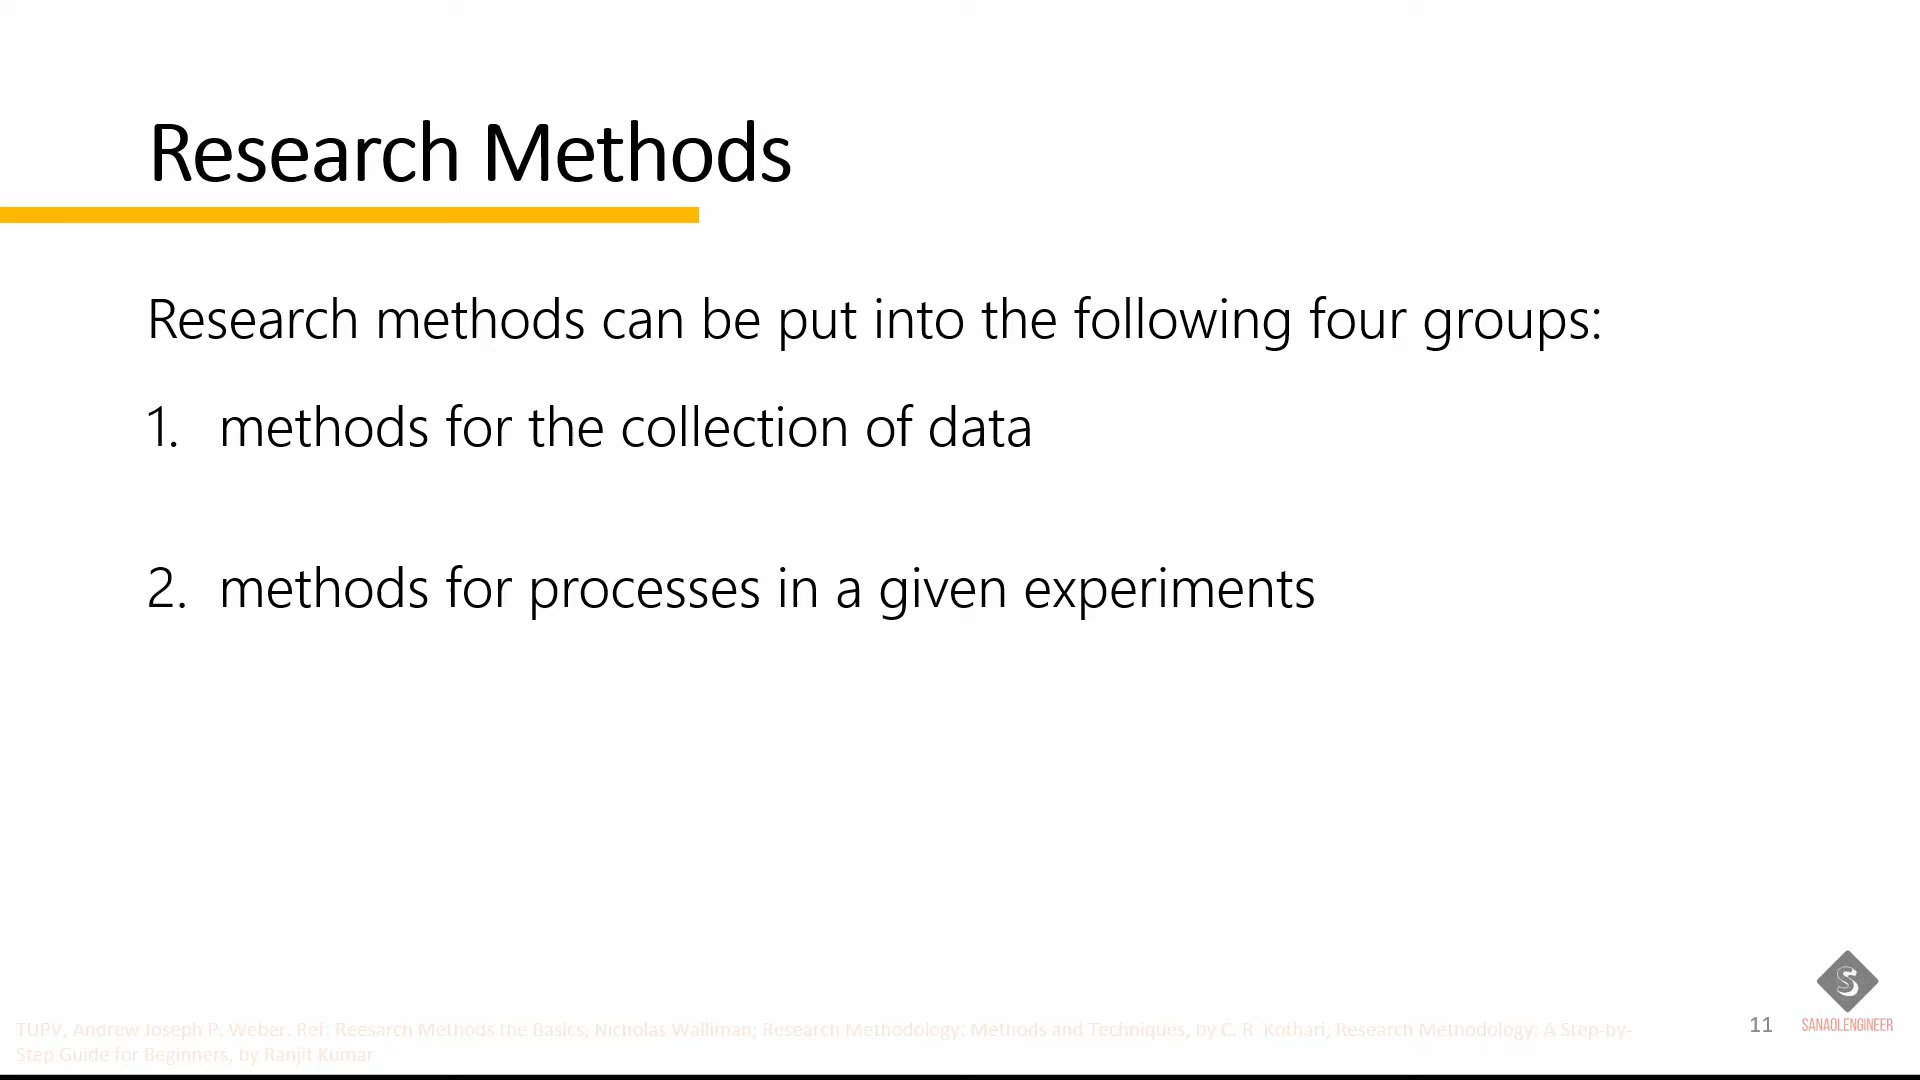 Research Methods
Research methods can be put into the following four groups:
1. methods for the collection of data
2. methods for processes in a given experiments
TUPV, Andrew Joseph P. Weber. Ref: Reesarch Methods the Basics, Nicholas Walliman; Research Methodology: Methods and Techniques, by C. R. Kothari; Research Methodology: A Step-by-
Step Guide for Beginners, by Ranjit Kumar
11
S
SANAOLENGINEER